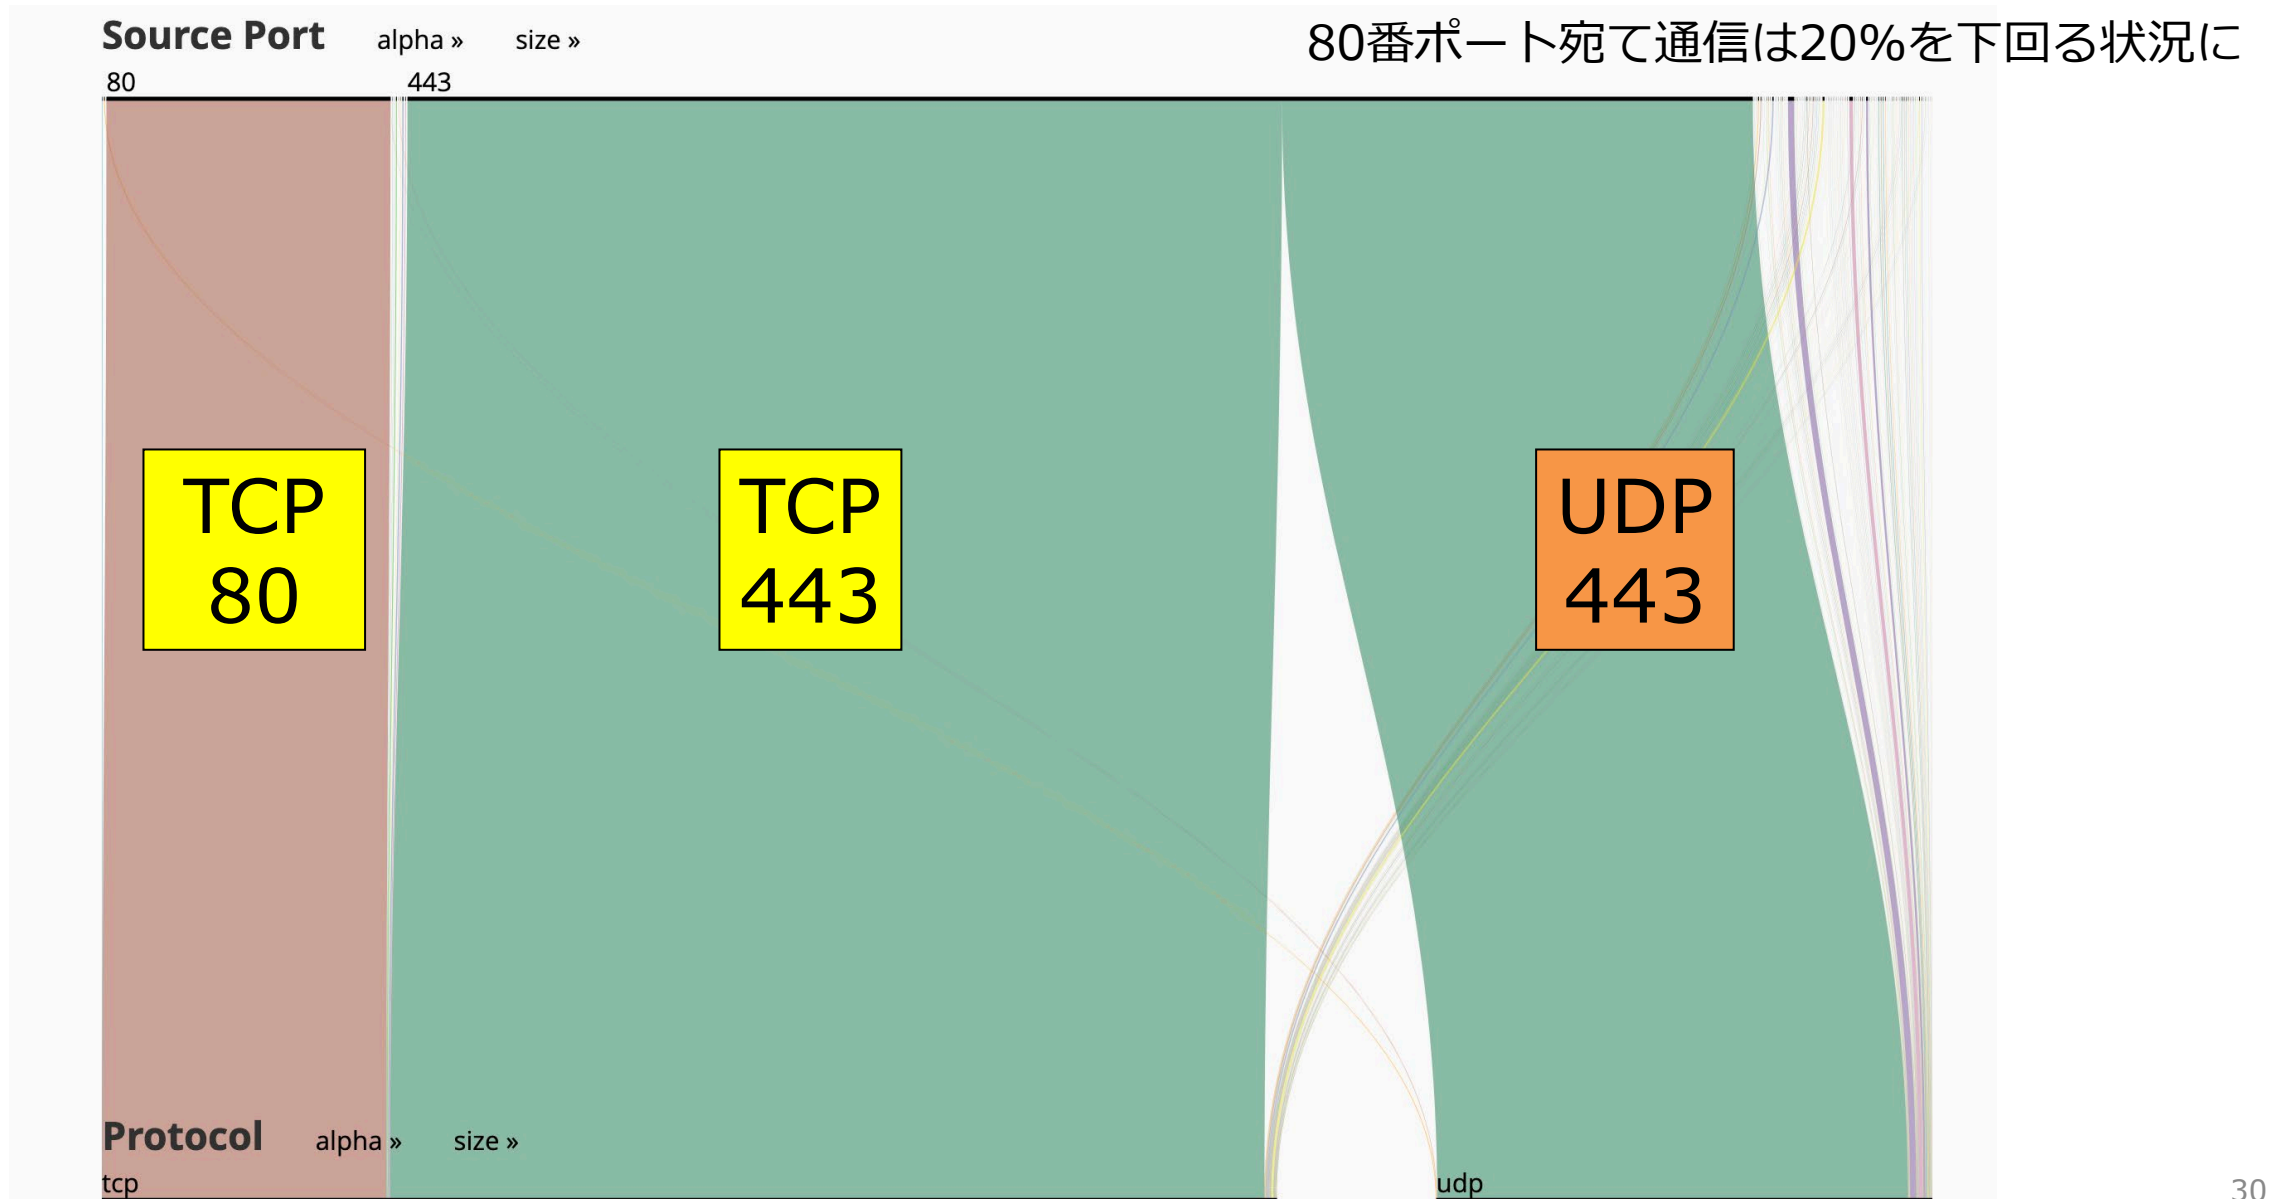 Source Port alpha » size »
80番ポート宛て通信は20%を下回る状況に
80 443
TCP
80
TCP
443
UDP
443
Protocol alpha » size »
tcp udp
30